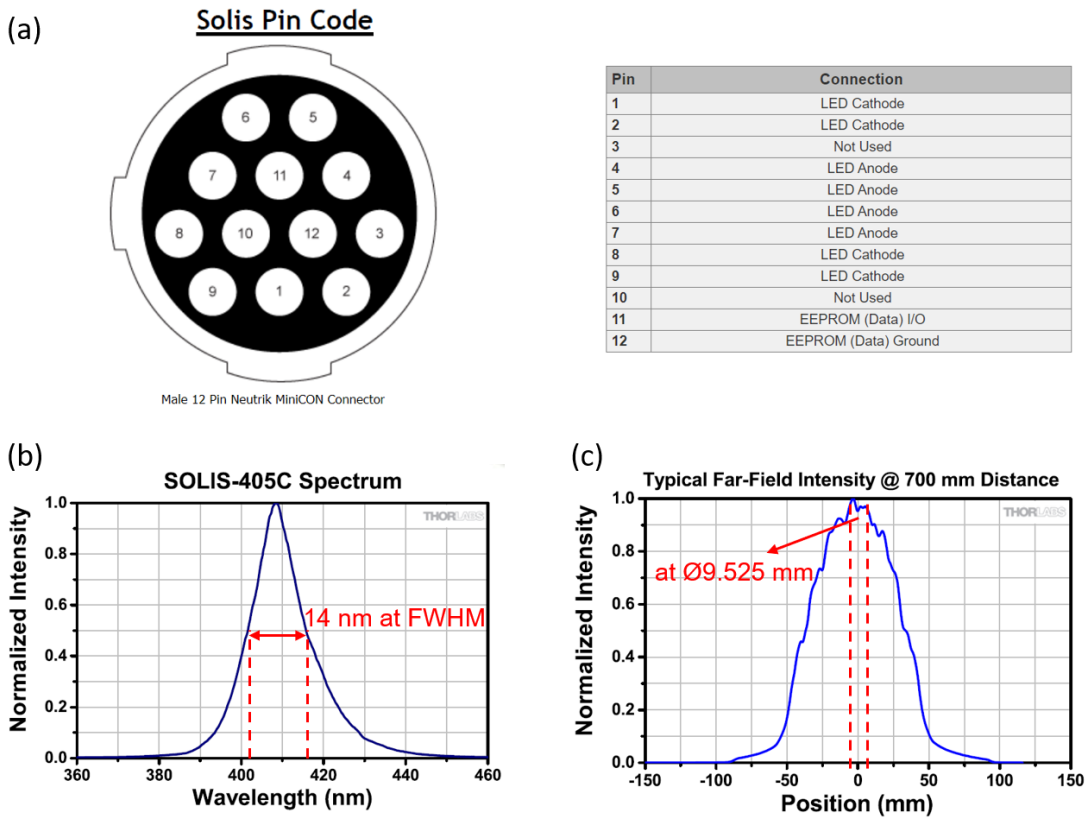 (a)
Solis Pin Code
6 5
7 11 4
8 10 12 3
9 1 2
Male 12 Pin Neutrik MiniCON Connector
Pin Connection
1 LED Cathode
2 LED Cathode
3 Not Used
4 LED Anode
5 LED Anode
6 LED Anode
7 LED Anode
8 LED Cathode
9 LED Cathode
10 Not Used
11 EEPROM (Data) I/O
12 EEPROM (Data) Ground
(b)
SOLIS-405C Spectrum
THORLABS
Normalized Intensity
1.0
0.8
0.6
0.4
0.2
0.0
14 nm at FWHM
360 380 400 420 440 460
Wavelength (nm)
(c)
Typical Far-Field Intensity @ 700 mm Distance
THORLABS
Normalized Intensity
1.0
0.8
0.6
0.4
0.2
0.0
at Ø9.525 mm
-150 -100 -50 0 50 100 150
Position (mm)